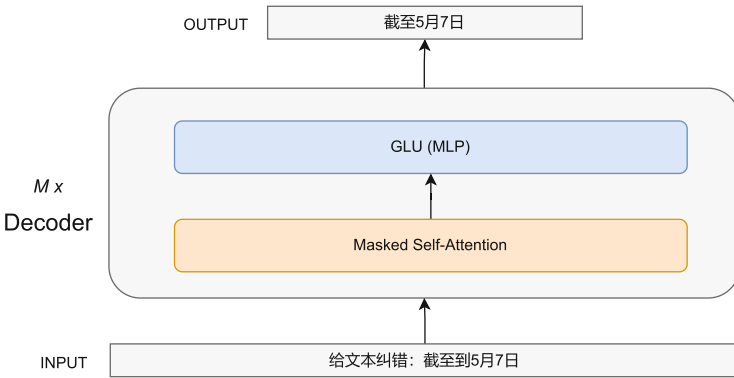 OUTPUT
截至5月7日
GLU (MLP)
M x
Decoder
Masked Self-Attention
INPUT
给文本纠错：截至到5月7日